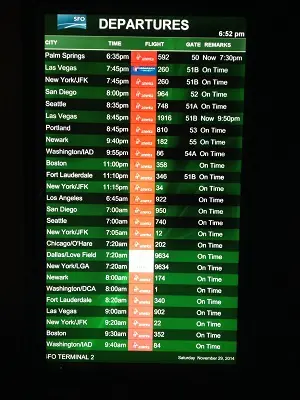 SFO
DEPARTURES
6:52 pm
CITY TIME FLIGHT GATE REMARKS
Palm Springs 6:35pm 592 50 Now 7:30pm
Las Vegas 7:45pm 51B On Time
New York/JFK 7:45pm 260 51B On Time
San Diego 8:00pm 964 52 On Time
Seattle 8:35pm 748 51A On Time
Las Vegas 8:45pm 1916 51B Now 9:50pm
Portland 8:45pm 810 53 On Time
Newark 9:40pm 182 55 On Time
Washington/IAD 9:55pm 86 54A On Time
Boston 11:00pm 358 On Time
Fort Lauderdale 11:10pm 346 51B On Time
New York/JFK 11:15pm 34 On Time
Los Angeles 6:45am 922 On Time
San Diego 7:00am 950 On Time
Seattle 7:00am 740 On Time
New York/JFK 7:05am 12 On Time
Chicago/O'Hare 7:20am 202 On Time
Dallas/Love Field 7:20am 9634 On Time
New York/LGA 7:20am 9634 On Time
Newark 8:00am 174 On Time
Washington/DCA 8:00am 1 On Time
Fort Lauderdale 8:20am 340 On Time
Las Vegas 9:00am 902 On Time
New York/JFK 9:20am 22 On Time
Boston 9:30am 352 On Time
Washington/IAD 9:40am 84 On Time
SFO TERMINAL 2 Saturday November 29, 2014